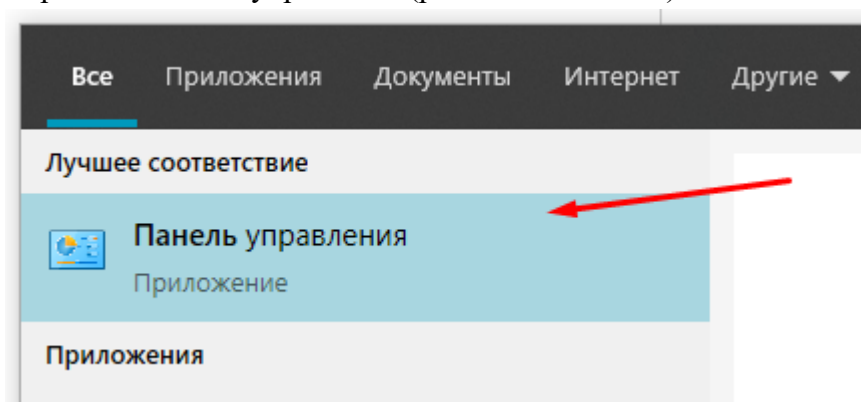 Все Приложения Документы Интернет Другие
Лучшее соответствие
Панель управления
Приложение
Приложения